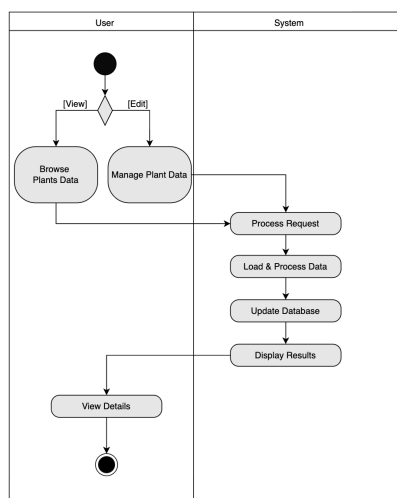 User
System
[View]
[Edit]
Browse
Plants Data
Manage Plant Data
Process Request
Load & Process Data
Update Database
Display Results
View Details